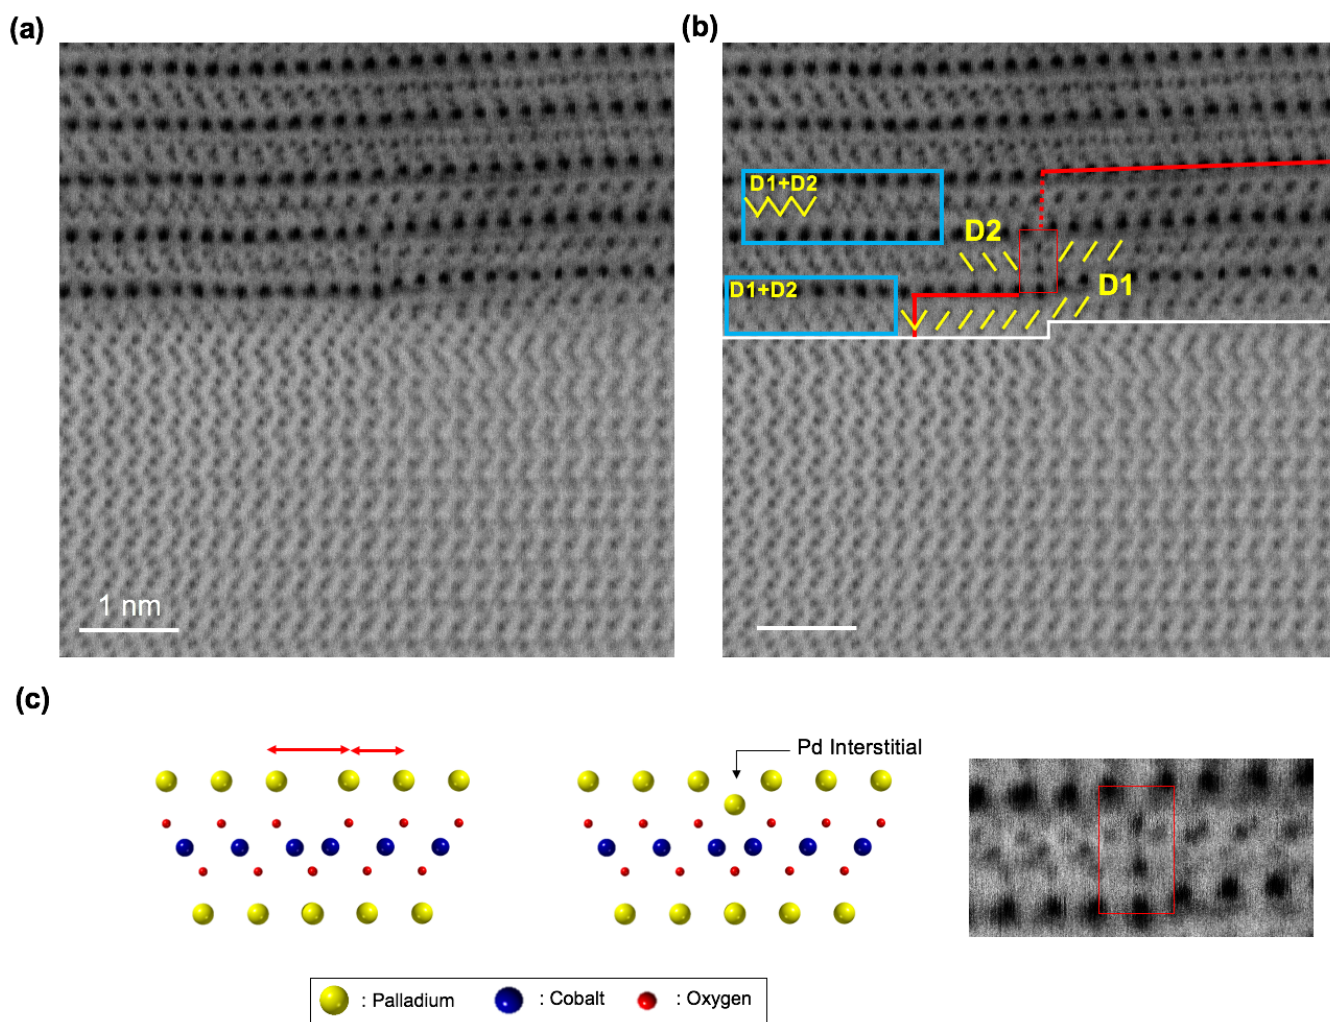 (a)
(b)
D1+D2
D2
D1+D2
D1
1 nm
(c)
Pd Interstitial
: Palladium : Cobalt : Oxygen